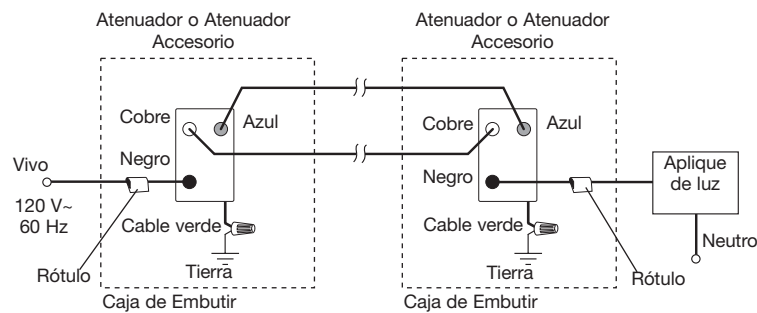 Atenuador o Atenuador
Accesorio
Atenuador o Atenuador
Accesorio
Cobre
Azul
Cobre
Azul
Vivo
Negro
Negro
Aplique
de luz
120 V~
60 Hz
Cable verde
Cable verde
Neutro
Rótulo
Tierra
Tierra
Rótulo
Caja de Embutir
Caja de Embutir